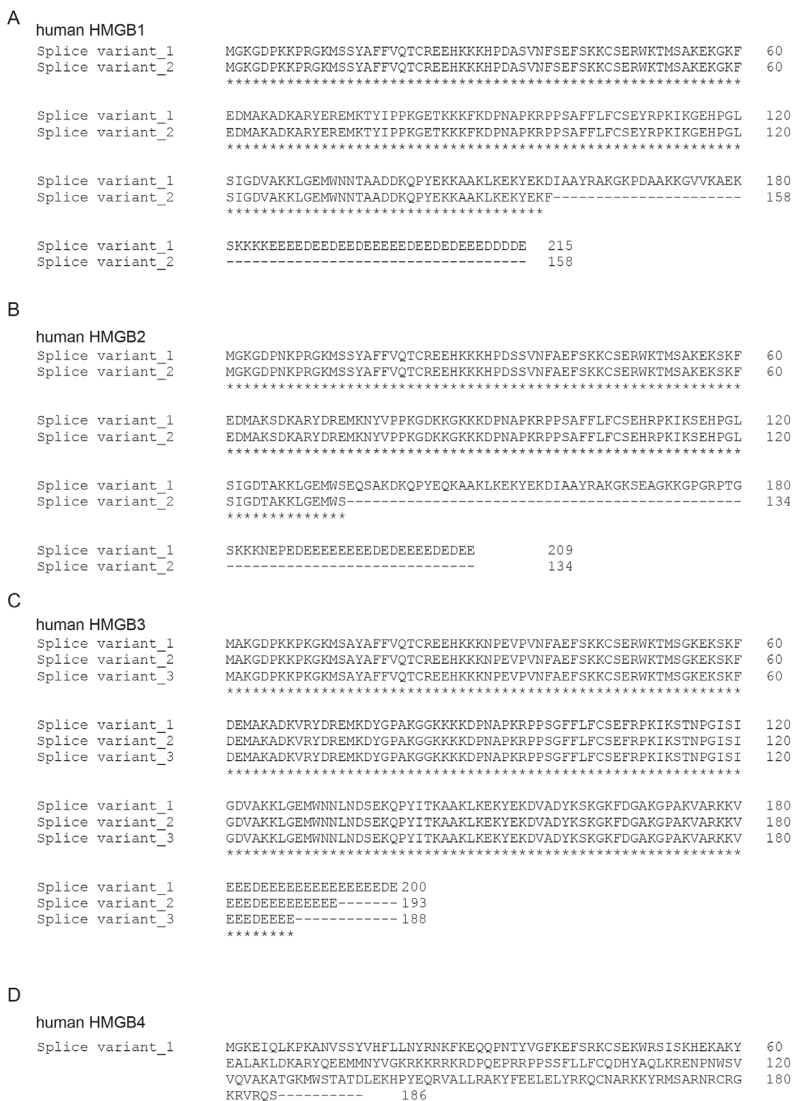 A
human HMGB1
Splice variant_1 MGKGDPKKPRGKMSSYAFFVQTCREEHKKKHPDASVNFSEFSKKCSERWKTMSAKEKGKF 60
Splice variant_2 MGKGDPKKPRGKMSSYAFFVQTCREEHKKKHPDASVNFSEFSKKCSERWKTMSAKEKGKF 60
************************************************************
Splice variant_1 EDMAKADKARYEREMKTYIPPKGETKKKFKDPNAPKRPPSAFFLFCSEYRPKIKGEHPGL 120
Splice variant_2 EDMAKADKARYEREMKTYIPPKGETKKKFKDPNAPKRPPSAFFLFCSEYRPKIKGEHPGL 120
************************************************************
Splice variant_1 SIGDVAKKLGEMWNNTAADDKQPYEKKAAKLKEKYEKDIAAYRAKGKPDAAKKGVVKAEK 180
Splice variant_2 SIGDVAKKLGEMWNNTAADDKQPYEKKAAKLKEKYEKF---------------------- 158
*************************************
Splice variant_1 SKKKKEEEEDEEDEEDEEEEEDEEDEDEEEDDDDE 215
Splice variant_2 ----------------------------------- 158
B
human HMGB2
Splice variant_1 MGKGDPNKPRGKMSSYAFFVQTCREEHKKKHPDSSVNFAEFSKKCSERWKTMSAKEKSKF 60
Splice variant_2 MGKGDPNKPRGKMSSYAFFVQTCREEHKKKHPDSSVNFAEFSKKCSERWKTMSAKEKSKF 60
************************************************************
Splice variant_1 EDMAKSDKARYDREMKNYVPPKGDKKGKKKDPNAPKRPPSAFFLFCSEHRPKIKSEHPGL 120
Splice variant_2 EDMAKSDKARYDREMKNYVPPKGDKKGKKKDPNAPKRPPSAFFLFCSEHRPKIKSEHPGL 120
************************************************************
Splice variant_1 SIGDTAKKLGEMWSEQSAKDKQPYEQKAAKLKEKYEKDIAAYRAKGKSEAGKKGPGRPTG 180
Splice variant_2 SIGDTAKKLGEMWS---------------------------------------------- 134
**************
Splice variant_1 SKKKNEPEDEEEEEEEEDEDEEEEDEDEE 209
Splice variant_2 ----------------------------- 134
C
human HMGB3
Splice variant_1 MAKGDPKKPKGKMSAYAFFVQTCREEHKKKNPEVPVNFAEFSKKCSERWKTMSGKEKSKF 60
Splice variant_2 MAKGDPKKPKGKMSAYAFFVQTCREEHKKKNPEVPVNFAEFSKKCSERWKTMSGKEKSKF 60
Splice variant_3 MAKGDPKKPKGKMSAYAFFVQTCREEHKKKNPEVPVNFAEFSKKCSERWKTMSGKEKSKF 60
************************************************************
Splice variant_1 DEMAKADKVRYDREMKDYGPAKGGKKKKDPNAPKRPPSGFFLFCSEFRPKIKSTNPGISI 120
Splice variant_2 DEMAKADKVRYDREMKDYGPAKGGKKKKDPNAPKRPPSGFFLFCSEFRPKIKSTNPGISI 120
Splice variant_3 DEMAKADKVRYDREMKDYGPAKGGKKKKDPNAPKRPPSGFFLFCSEFRPKIKSTNPGISI 120
************************************************************
Splice variant_1 GDVAKKLGEMWNNLNDSEKQPYITKAAKLKEKYEKDVADYKSKGKFDGAKGPAKVARKKV 180
Splice variant_2 GDVAKKLGEMWNNLNDSEKQPYITKAAKLKEKYEKDVADYKSKGKFDGAKGPAKVARKKV 180
Splice variant_3 GDVAKKLGEMWNNLNDSEKQPYITKAAKLKEKYEKDVADYKSKGKFDGAKGPAKVARKKV 180
************************************************************
Splice variant_1 EEEDEEEEEEEEEEEEEEDE 200
Splice variant_2 EEEDEEEEEEEEE------- 193
Splice variant_3 EEEDEEEE------------ 188
********
D
human HMGB4
Splice variant_1 MGKEIQLKPKANVSSYVHFLLNYRNKFKEQQPNTYVGFKEFSRKCSEKWRSISKHEKAKY 60
EALAKLDKARYQEEMMNYVGKRKKRRKRDPQEPRRPPSSFLLFCQDHYAQLKRENPNWSV 120
VQVAKATGKMWSTATDLEKHPYEQRVALLRAKYFEELELYRKQCNARKKYRMSARNRCRG 180
KRVRQS---------- 186